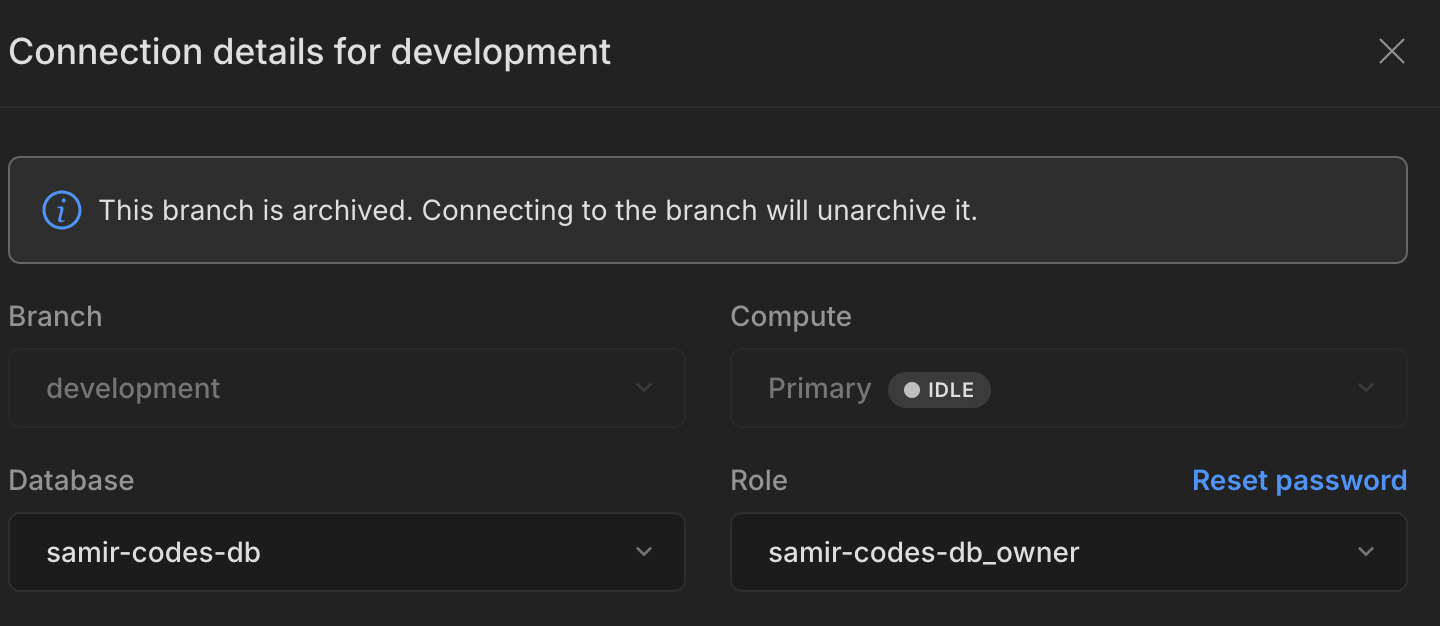 Connection details for development
This branch is archived. Connecting to the branch will unarchive it.
Branch
Compute
development
Primary IDLE
Database
Role
Reset password
samir-codes-db
samir-codes-db_owner